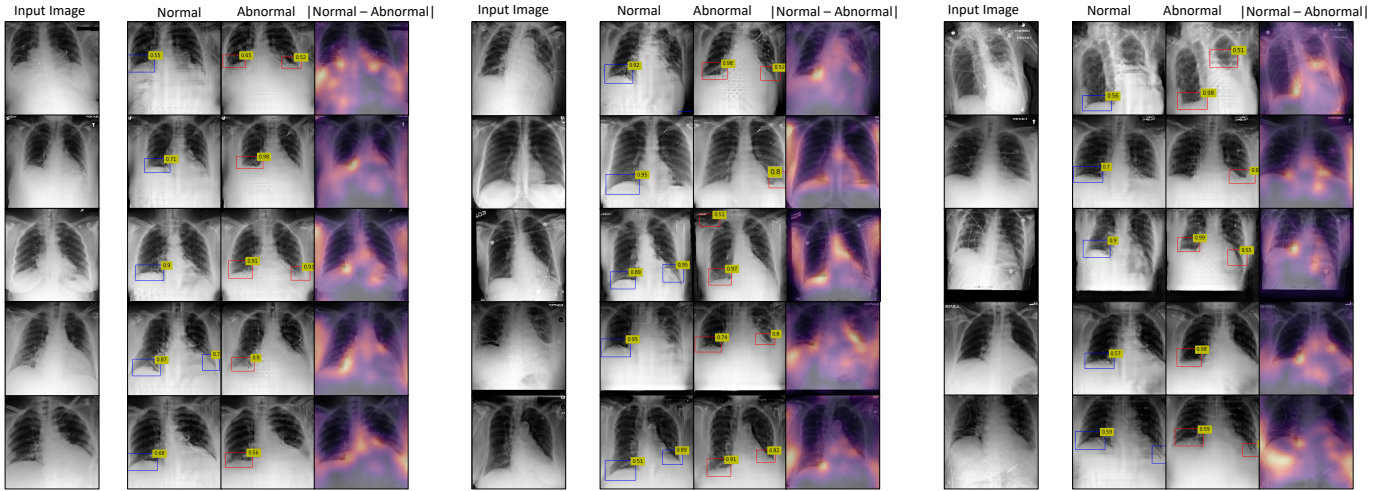 Input Image Normal Abnormal |Normal – Abnormal| Input Image Normal Abnormal |Normal – Abnormal| Input Image Normal Abnormal |Normal – Abnormal|
0.55 0.65 0.52 0.92 0.98 0.52 0.56 0.98 0.51
0.71 0.98 0.95 0.8 0.7 0.8
0.9 0.91 0.93 0.89 0.95 0.51 0.97 0.9 0.99 0.55
0.87 0.7 0.9 0.95 0.74 0.8 0.57 0.98
0.68 0.56 0.51 0.89 0.91 0.82 0.59 0.59